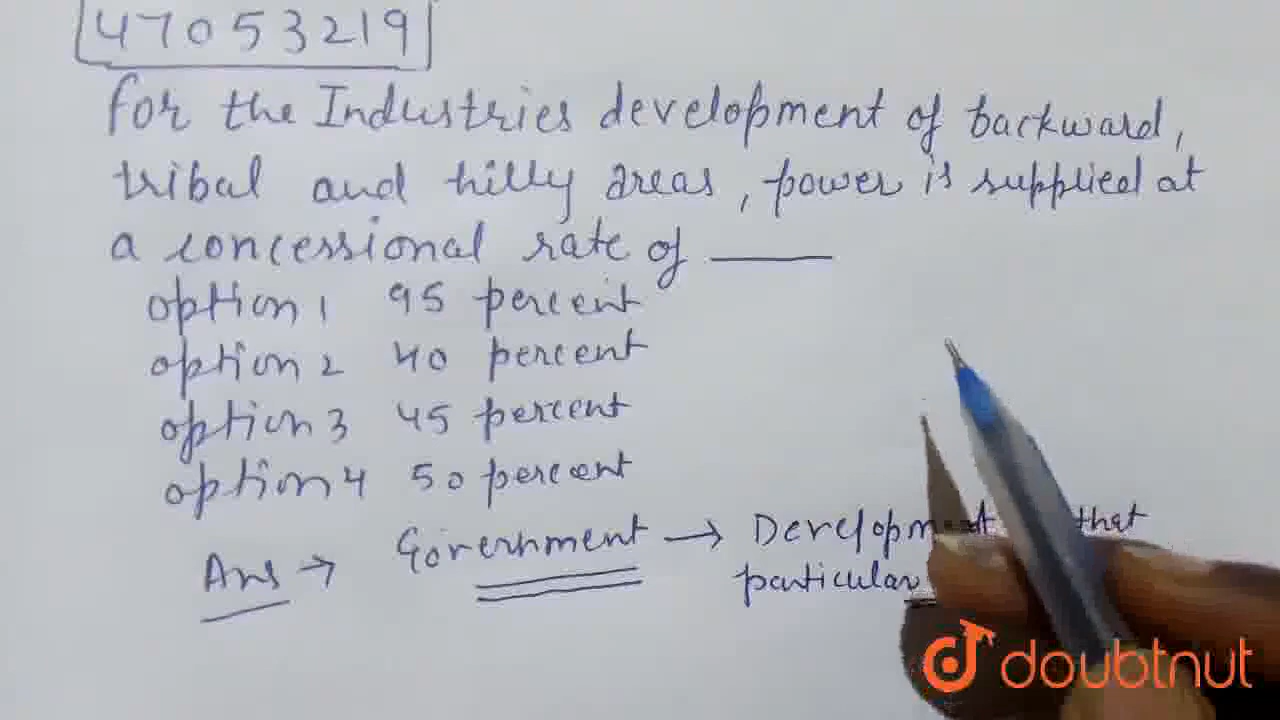 47053219
for the Industries development of backward,
tribal and hilly areas, power is supplied at
a concessional rate of ____
option 1 95 percent
option 2 40 percent
option 3 45 percent
option 4 50 percent
Ans → Government → Development that
particular
doubtnut